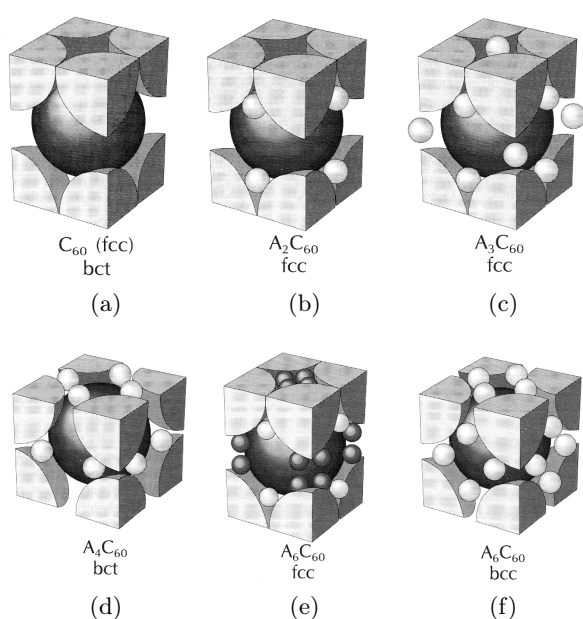 C₆₀ (fcc)
bct
(a)
A₂C₆₀
fcc
(b)
A₃C₆₀
fcc
(c)
A₄C₆₀
bct
(d)
A₆C₆₀
fcc
(e)
A₆C₆₀
bcc
(f)